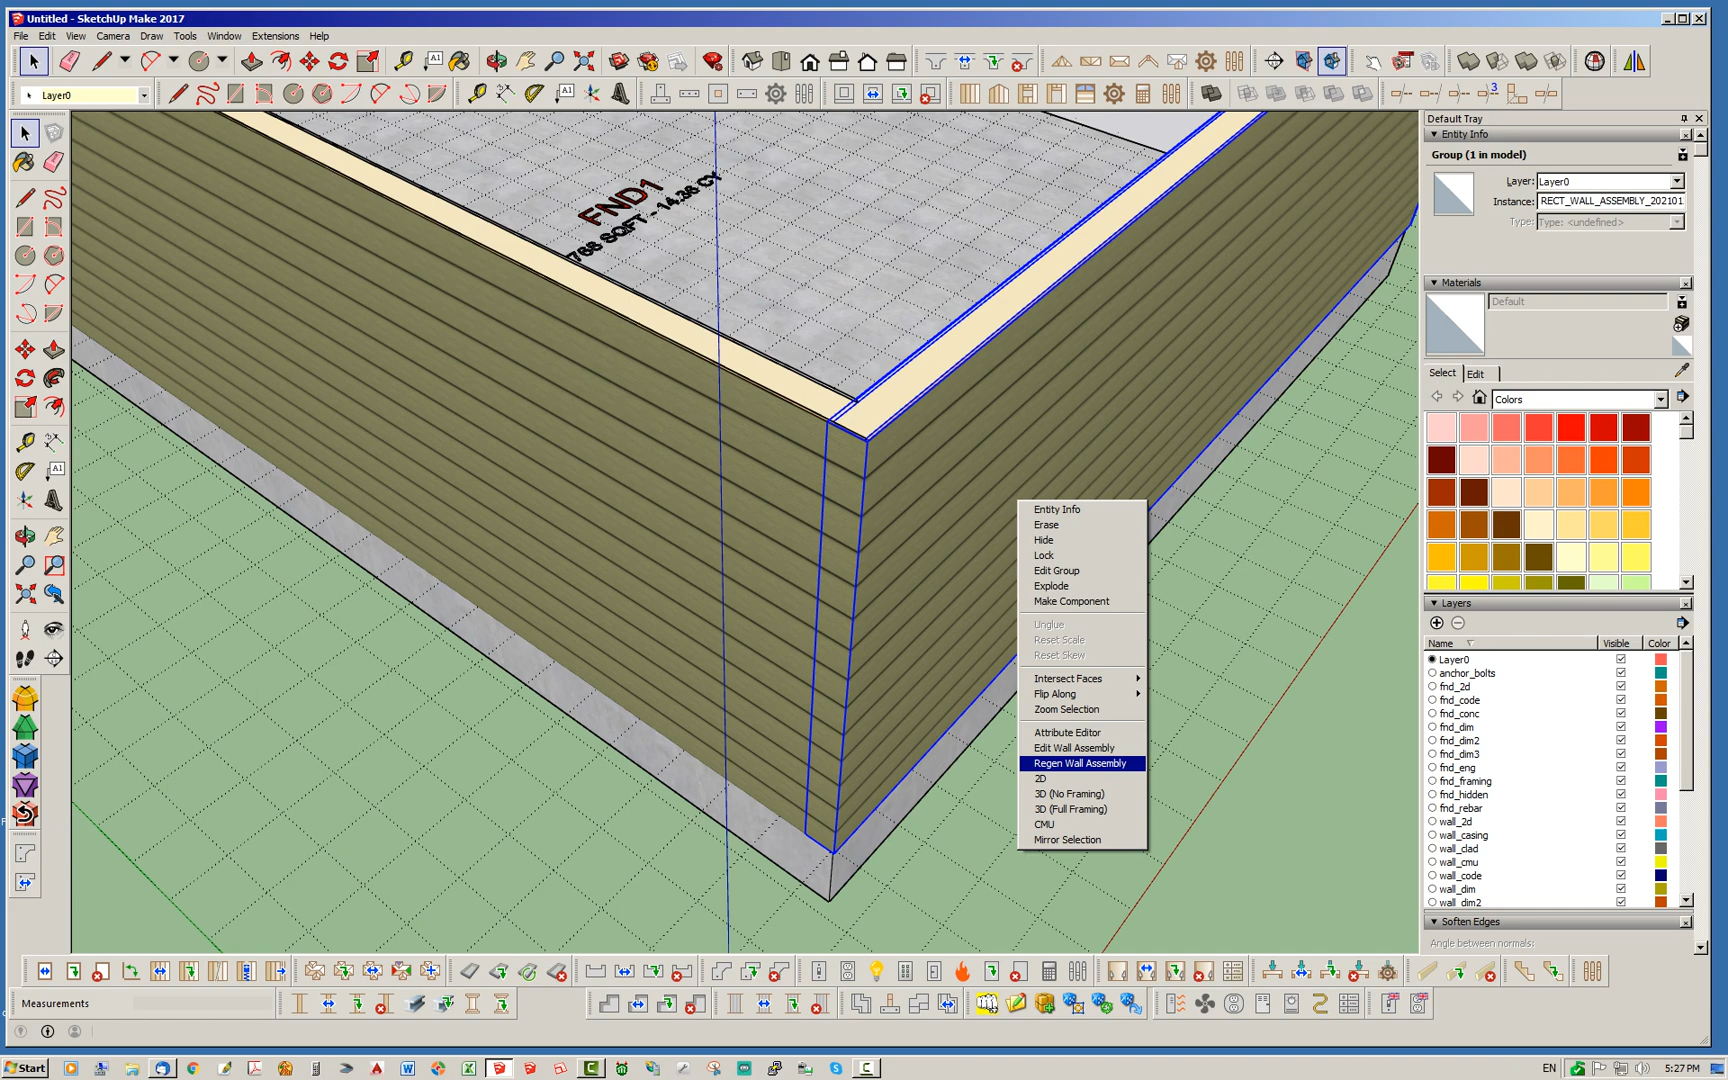 Untitled - SketchUp Make 2017
File Edit View Camera Draw Tools Window Extensions Help
Layer0
Default Tray
Entity Info
Group (1 in model)
Layer: Layer0
Instance: RECT_WALL_ASSEMBLY_202101
Type: Type: <undefined>
Materials
Default
Select Edit
Colors
Layers
Name Visible Color
Layer0
anchor_bolts
fnd_2d
fnd_code
fnd_conc
fnd_dim
fnd_dim2
fnd_dim3
fnd_eng
fnd_framing
fnd_hidden
fnd_rebar
wall_2d
wall_casing
wall_clad
wall_cmu
wall_code
wall_dim
wall_dim2
Soften Edges
Angle between normals:
FND1
768 SQFT - 14.36 CY
Entity Info
Erase
Hide
Lock
Edit Group
Explode
Make Component
Unglue
Reset Scale
Reset Skew
Intersect Faces
Flip Along
Zoom Selection
Attribute Editor
Edit Wall Assembly
Regen Wall Assembly
2D
3D (No Framing)
3D (Full Framing)
CMU
Mirror Selection
Measurements
Start
EN
5:27 PM